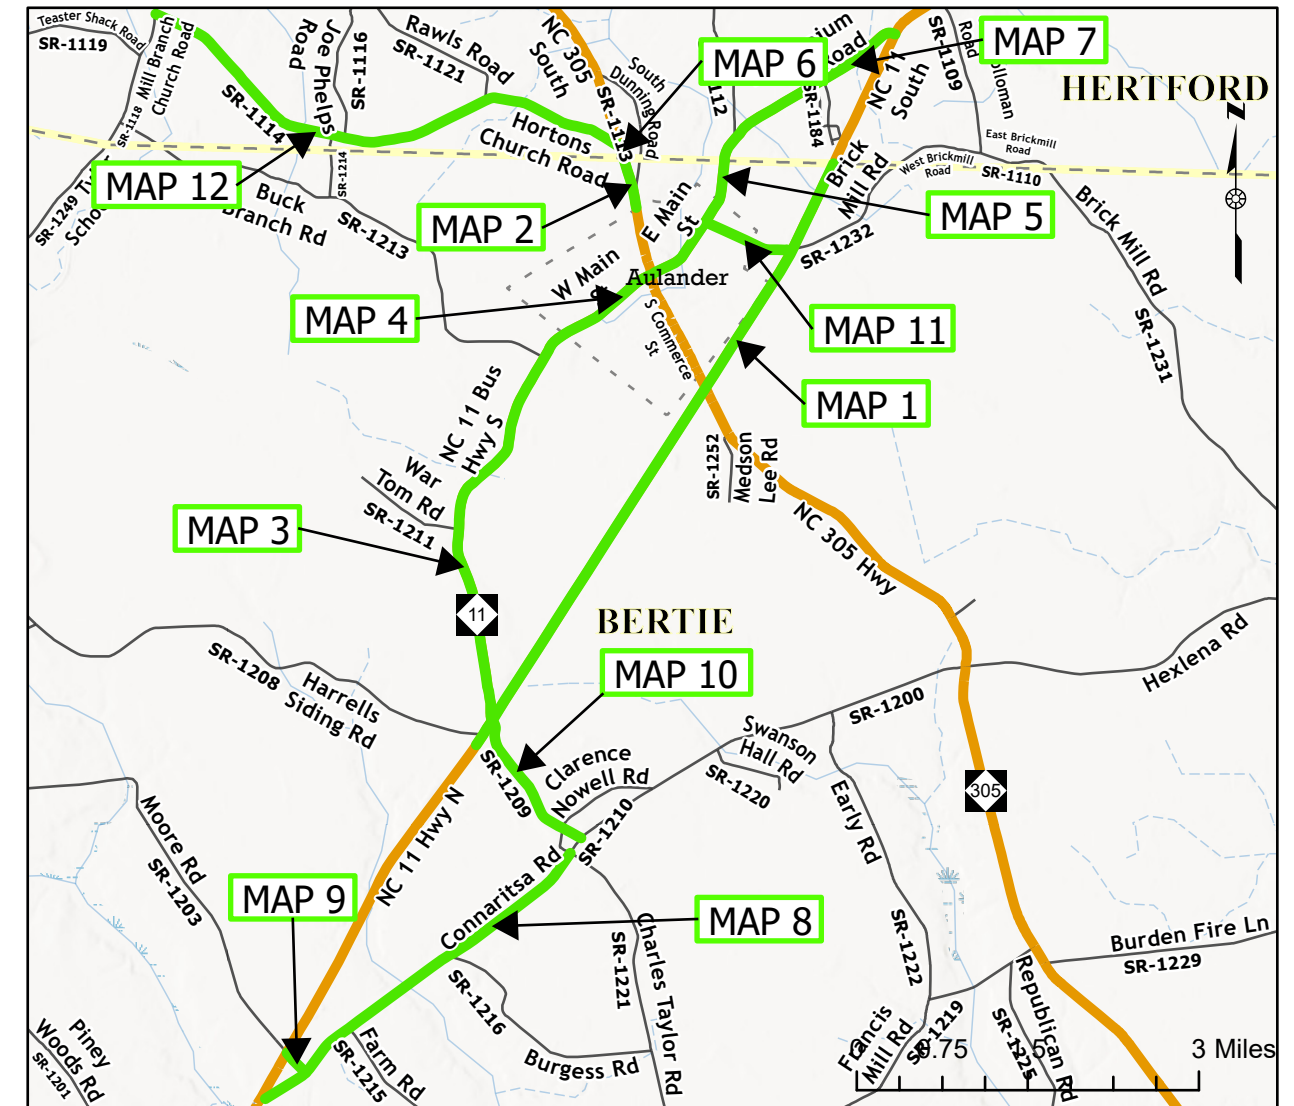 Teaster Shack Road
SR-1119
Mill Branch
Church Road
SR-1118
Joe Phelps
Road
SR-1116
Rawls Road
SR-1121
NC 305
South
South
Dunning Road
SR-1113
MAP 6
Road
SR-1184
NC 11
South
SR-1109
Road
MAP 7
HERTFORD
N
SR-1114
Hortons
Church Road
East Brickmill
Road
West Brickmill
Road
SR-1110
Brick
Mill Rd
MAP 12
SR-1214
SR-1249
Buck
Branch Rd
SR-1213
MAP 2
E Main
St
MAP 5
SR-1232
Brick Mill Rd
SR-1231
W Main
Aulander
MAP 4
S Commerce
St
MAP 11
MAP 1
NC 11 Bus
Hwy S
War
Tom Rd
SR-1211
SR-1252
Medson
Lee Rd
NC 305 Hwy
MAP 3
11
BERTIE
MAP 10
Hexlena Rd
SR-1208
Harrells
Siding Rd
SR-1200
Swanson
Hall Rd
SR-1220
SR-1209
Clarence
Nowell Rd
SR-1210
305
Early Rd
Moore Rd
SR-1203
NC 11 Hwy N
Connaritsa Rd
MAP 9
MAP 8
SR-1221
Charles Taylor Rd
SR-1222
Burden Fire Ln
SR-1229
SR-1216
Burgess Rd
Republican Rd
SR-1225
Francis
Mill Rd
SR-1219
Piney
Woods Rd
SR-1201
Farm Rd
SR-1215
0.75
3 Miles